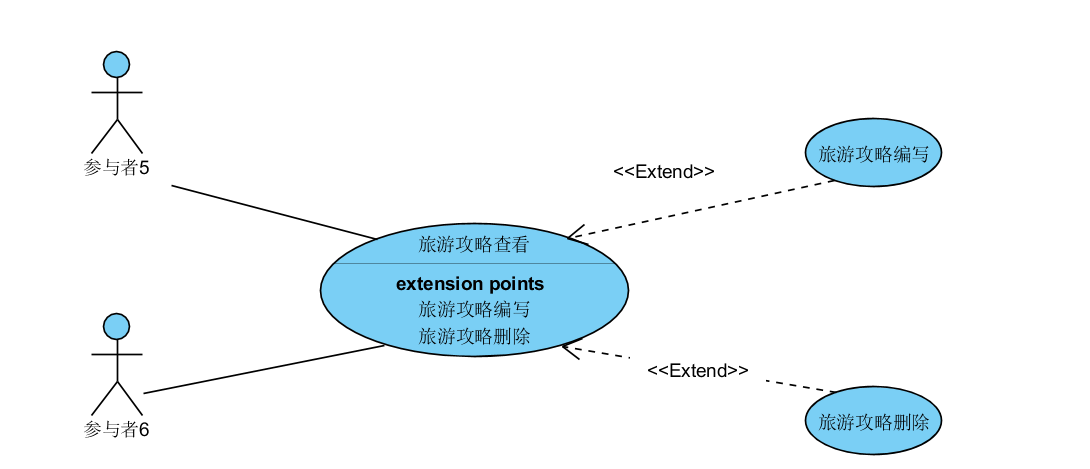 参与者5
<<Extend>>
旅游攻略编写
旅游攻略查看
extension points
旅游攻略编写
旅游攻略删除
<<Extend>>
参与者6
旅游攻略删除